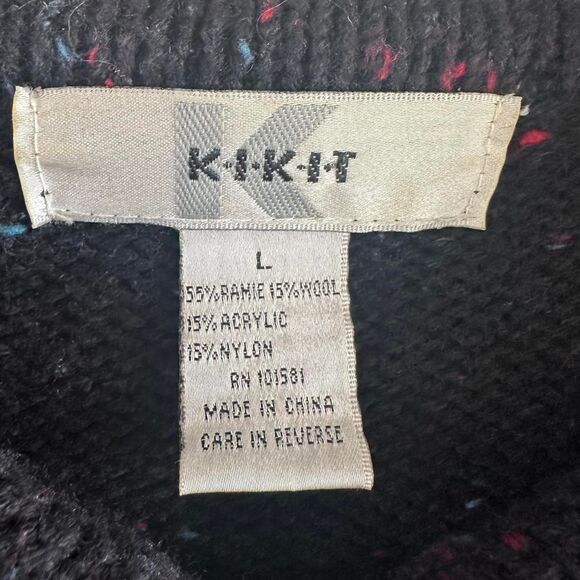 K·I·K·I·T
L
55%RAMIE 15%WOOL
15%ACRYLIC
15%NYLON
RN 101581
MADE IN CHINA
CARE IN REVERSE